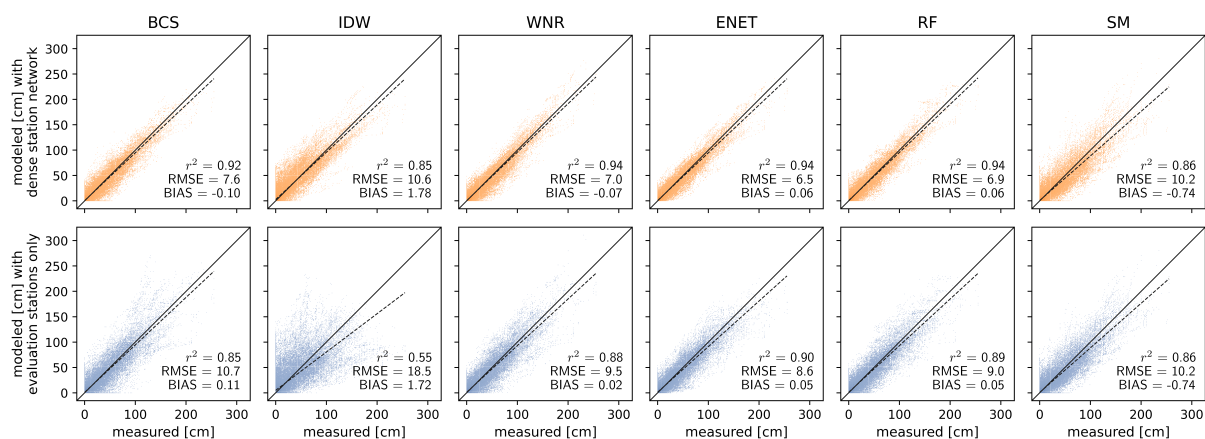 BCS IDW WNR ENET RF SM
modeled [cm] with
dense station network
300
250
200
150
100
50
0
r² = 0.92
RMSE = 7.6
BIAS = -0.10
r² = 0.85
RMSE = 10.6
BIAS = 1.78
r² = 0.94
RMSE = 7.0
BIAS = -0.07
r² = 0.94
RMSE = 6.5
BIAS = 0.06
r² = 0.94
RMSE = 6.9
BIAS = 0.06
r² = 0.86
RMSE = 10.2
BIAS = -0.74
modeled [cm] with
evaluation stations only
300
250
200
150
100
50
0
r² = 0.85
RMSE = 10.7
BIAS = 0.11
r² = 0.55
RMSE = 18.5
BIAS = 1.72
r² = 0.88
RMSE = 9.5
BIAS = 0.02
r² = 0.90
RMSE = 8.6
BIAS = 0.05
r² = 0.89
RMSE = 9.0
BIAS = 0.05
r² = 0.86
RMSE = 10.2
BIAS = -0.74
0 100 200 300 0 100 200 300 0 100 200 300 0 100 200 300 0 100 200 300 0 100 200 300
measured [cm] measured [cm] measured [cm] measured [cm] measured [cm] measured [cm]